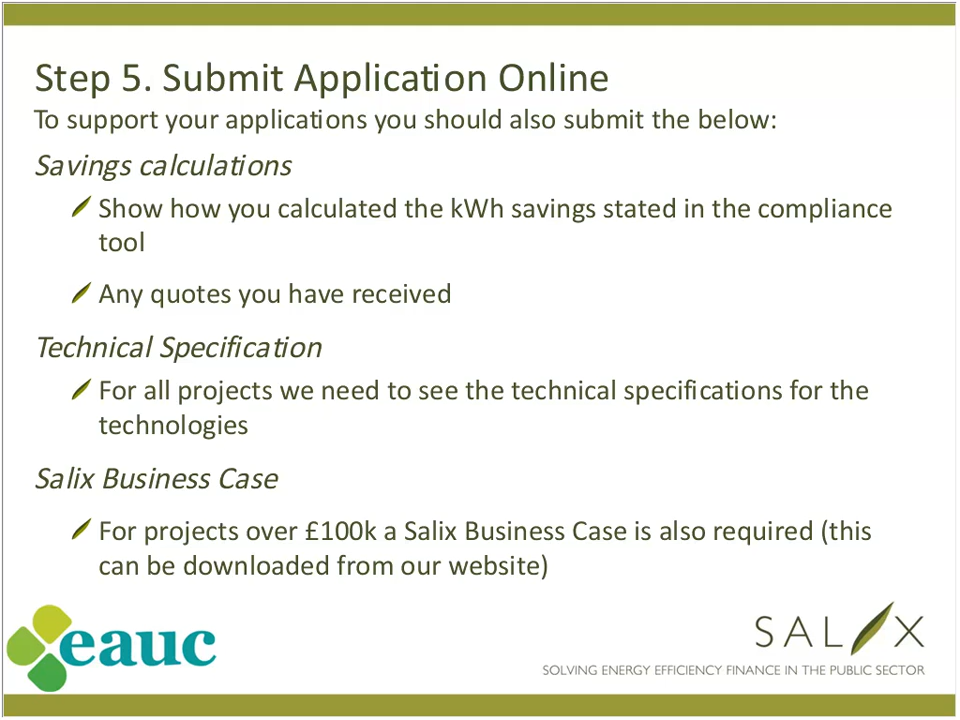 Step 5. Submit Application Online
To support your applications you should also submit the below:
Savings calculations
Show how you calculated the kWh savings stated in the compliance
tool
Any quotes you have received
Technical Specification
For all projects we need to see the technical specifications for the
technologies
Salix Business Case
For projects over £100k a Salix Business Case is also required (this
can be downloaded from our website)
eauc
SALIX
SOLVING ENERGY EFFICIENCY FINANCE IN THE PUBLIC SECTOR